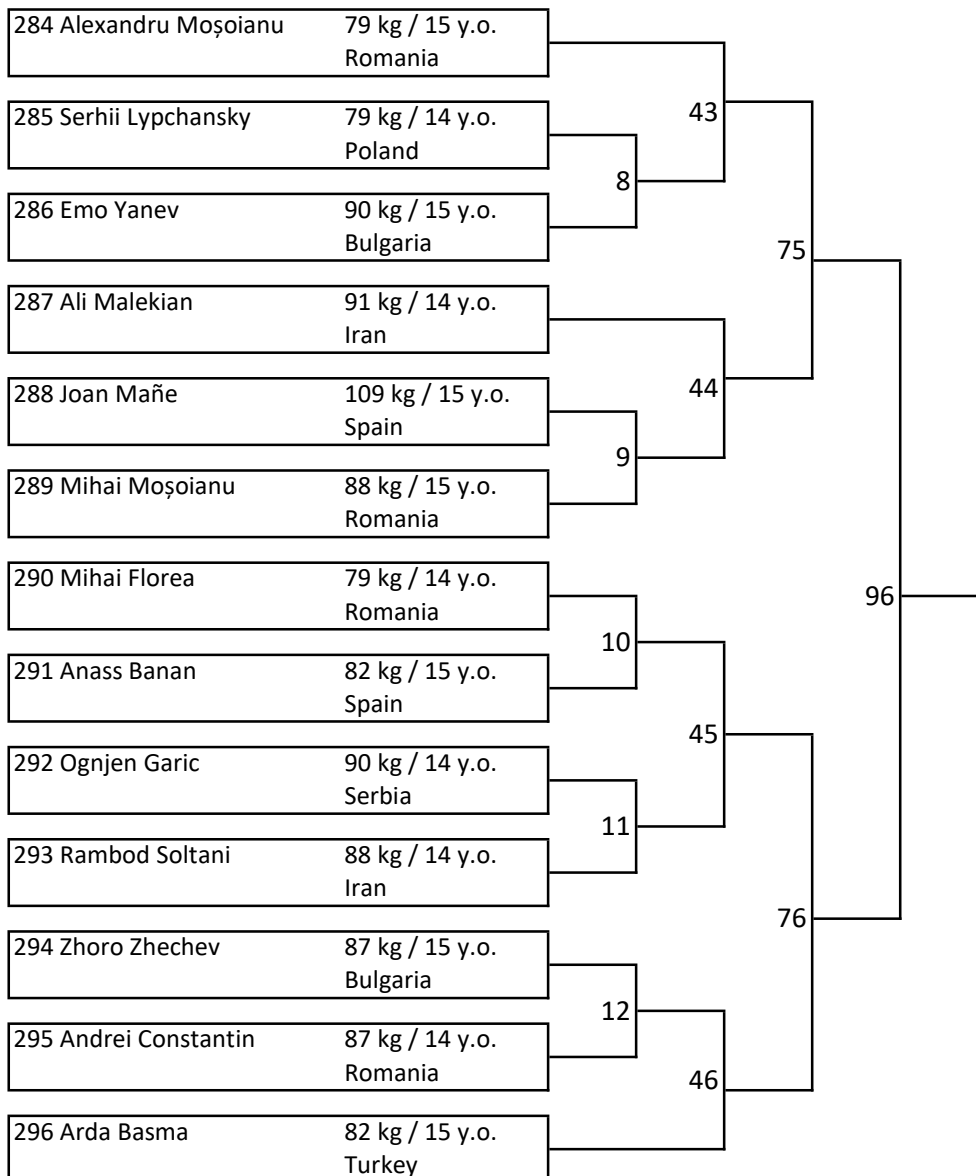 284 Alexandru Moșoianu 79 kg / 15 y.o.
Romania
43
285 Serhii Lypchansky 79 kg / 14 y.o.
Poland
8
286 Emo Yanev 90 kg / 15 y.o.
Bulgaria
75
287 Ali Malekian 91 kg / 14 y.o.
Iran
44
288 Joan Mañe 109 kg / 15 y.o.
Spain
9
289 Mihai Moșoianu 88 kg / 15 y.o.
Romania
290 Mihai Florea 79 kg / 14 y.o.
Romania
96
10
291 Anass Banan 82 kg / 15 y.o.
Spain
45
292 Ognjen Garic 90 kg / 14 y.o.
Serbia
11
293 Rambod Soltani 88 kg / 14 y.o.
Iran
76
294 Zhoro Zhechev 87 kg / 15 y.o.
Bulgaria
12
295 Andrei Constantin 87 kg / 14 y.o.
Romania
46
296 Arda Basma 82 kg / 15 y.o.
Turkey